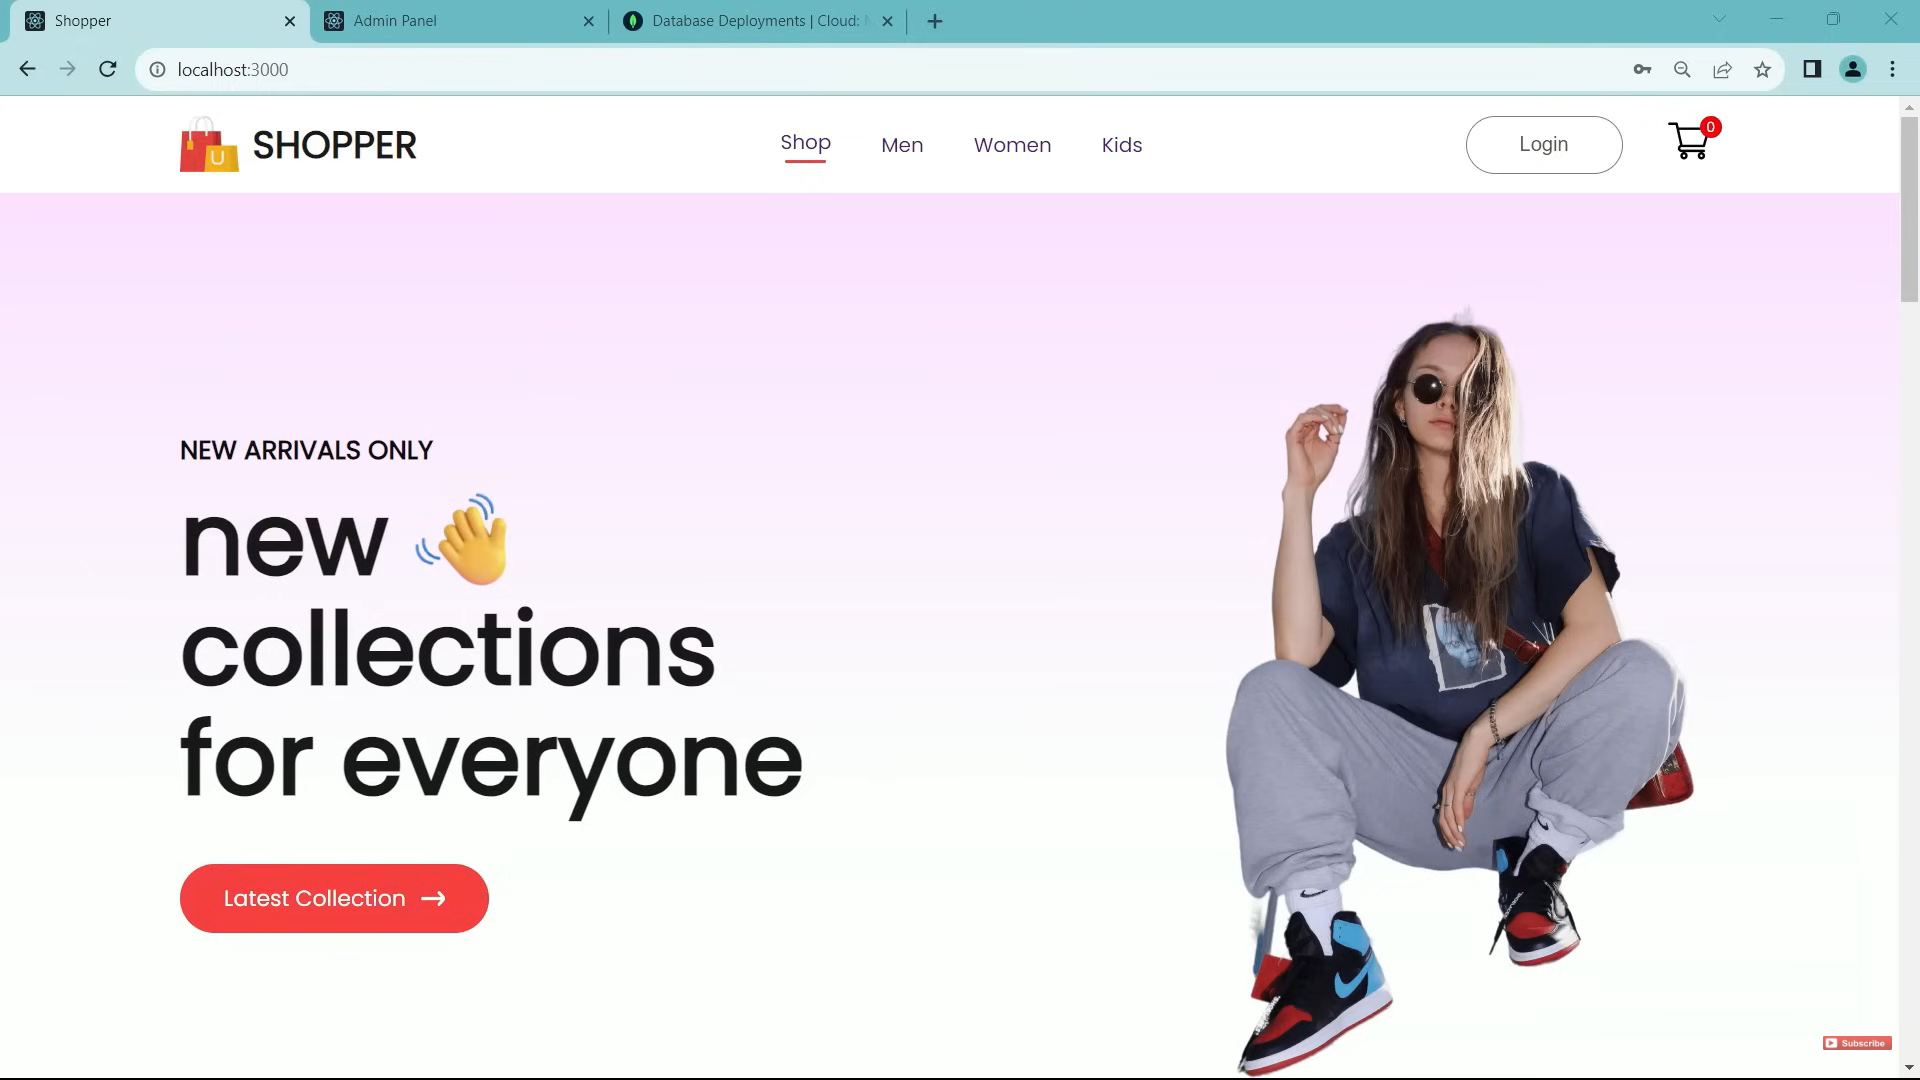 Shopper
Admin Panel
Database Deployments | Cloud:
localhost:3000
U
SHOPPER
Shop
Men
Women
Kids
Login
0
NEW ARRIVALS ONLY
new
collections
for everyone
Latest Collection
Subscribe